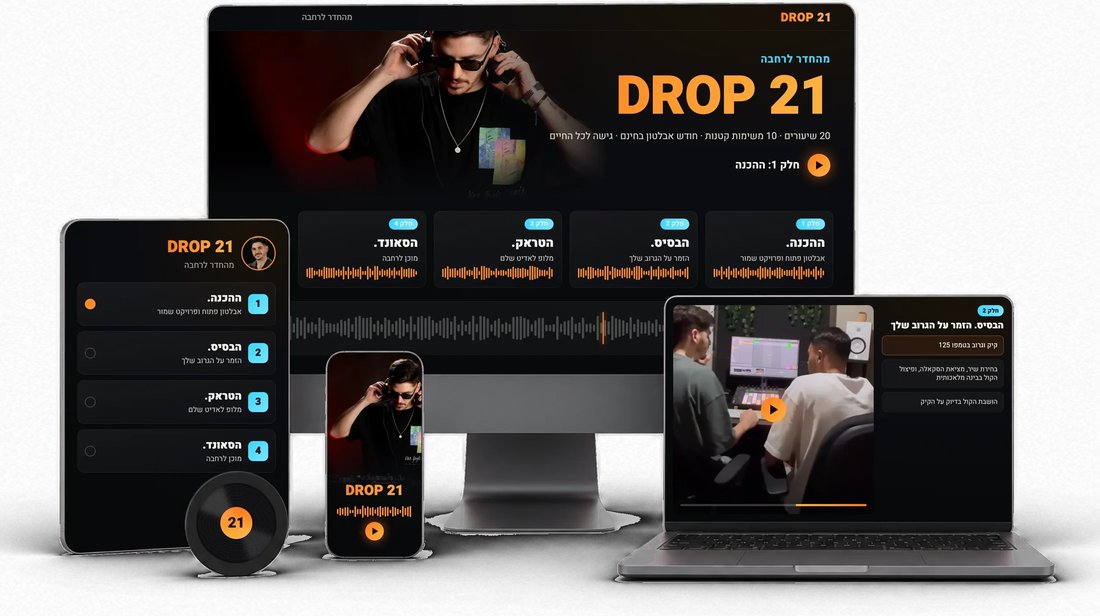 DROP 21
מהחדר לרחבה
מהחדר לרחבה
DROP 21
20 שיעורים · 10 משימות קטנות · חודש אבלטון בחינם · גישה לכל החיים
חלק 1: ההכנה
חלק 1
ההכנה.
אבלטון פתוח ופרויקט שמור
חלק 2
הבסיס.
הזמר על הגרוב שלך
חלק 3
הטראק.
מלופ לאדיט שלם
חלק 4
הסאונד.
מוכן לרחבה
DROP 21
מהחדר לרחבה
1
ההכנה.
אבלטון פתוח ופרויקט שמור
2
הבסיס.
הזמר על הגרוב שלך
3
הטראק.
מלופ לאדיט שלם
4
הסאונד.
מוכן לרחבה
21
DROP 21
חלק 2
הבסיס. הזמר על הגרוב שלך
קיק וגרוב בטמפו 125
בחירת שיר, מציאת הסקאלה, ופיצול
הקול בבינה מלאכותית
הושבת הקול בדיוק על הקיק